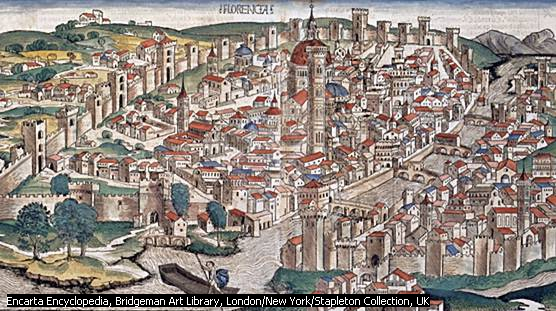 FLORENCIA
Encarta Encyclopedia, Bridgeman Art Library, London/New York/Stapleton Collection, UK